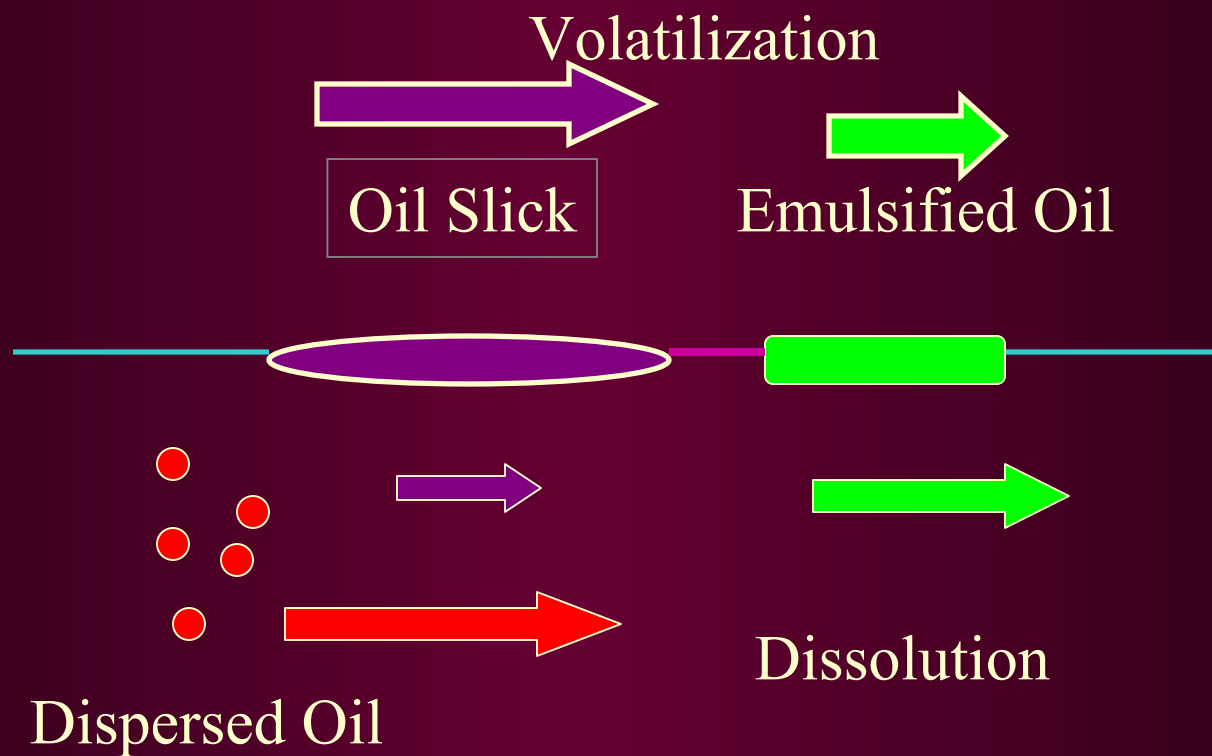 Volatilization
Oil Slick
Emulsified Oil
Dissolution
Dispersed Oil